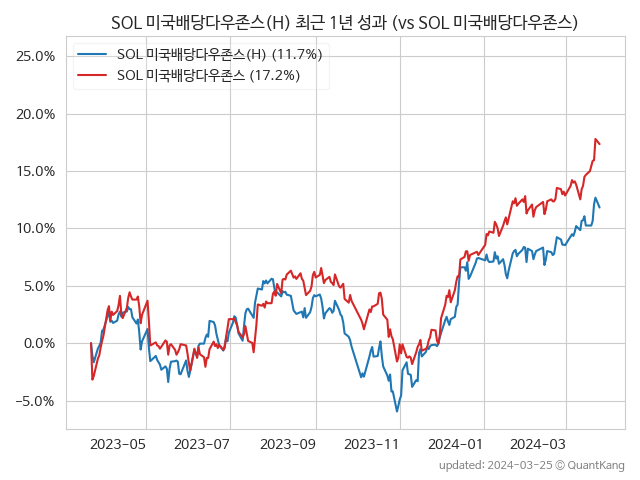 SOL 미국배당다우존스(H) 최근 1년 성과 (vs SOL 미국배당다우존스)
SOL 미국배당다우존스(H) (11.7%)
SOL 미국배당다우존스 (17.2%)
25.0%
20.0%
15.0%
10.0%
5.0%
0.0%
−5.0%
2023-05 2023-07 2023-09 2023-11 2024-01 2024-03
updated: 2024-03-25 © QuantKang